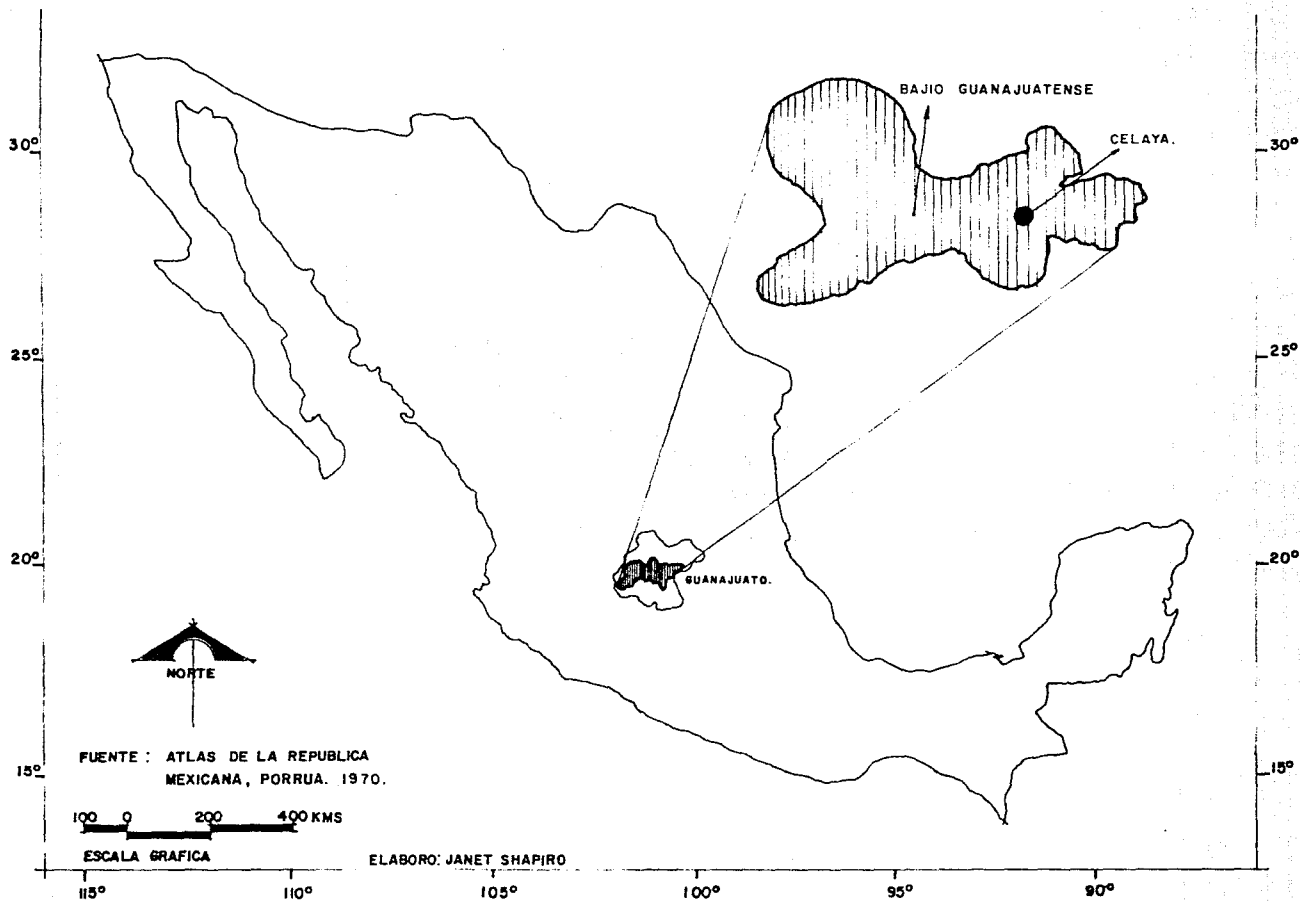 BAJIO GUANAJUATENSE
CELAYA.
30°
30°
25°
25°
20°
20°
GUANAJUATO.
NORTE
FUENTE : ATLAS DE LA REPUBLICA
MEXICANA, PORRUA. 1970.
15°
15°
100 0 200 400 KMS
ESCALA GRAFICA
ELABORO: JANET SHAPIRO
115° 110° 105° 100° 95° 90°